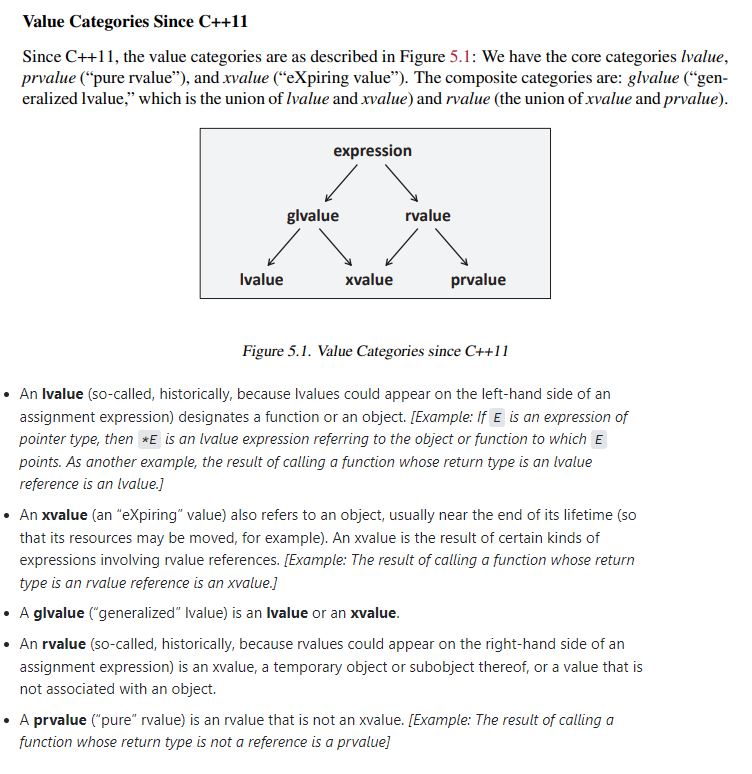 Value Categories Since C++11
Since C++11, the value categories are as described in Figure 5.1: We have the core categories lvalue,
prvalue (“pure rvalue”), and xvalue (“eXpiring value”). The composite categories are: glvalue (“gen-
eralized lvalue,” which is the union of lvalue and xvalue) and rvalue (the union of xvalue and prvalue).
expression
glvalue rvalue
lvalue xvalue prvalue
Figure 5.1. Value Categories since C++11
• An lvalue (so-called, historically, because lvalues could appear on the left-hand side of an
assignment expression) designates a function or an object. [Example: If E is an expression of
pointer type, then *E is an lvalue expression referring to the object or function to which E
points. As another example, the result of calling a function whose return type is an lvalue
reference is an lvalue.]
• An xvalue (an “eXpiring” value) also refers to an object, usually near the end of its lifetime (so
that its resources may be moved, for example). An xvalue is the result of certain kinds of
expressions involving rvalue references. [Example: The result of calling a function whose return
type is an rvalue reference is an xvalue.]
• A glvalue (“generalized” lvalue) is an lvalue or an xvalue.
• An rvalue (so-called, historically, because rvalues could appear on the right-hand side of an
assignment expression) is an xvalue, a temporary object or subobject thereof, or a value that is
not associated with an object.
• A prvalue (“pure” rvalue) is an rvalue that is not an xvalue. [Example: The result of calling a
function whose return type is not a reference is a prvalue]